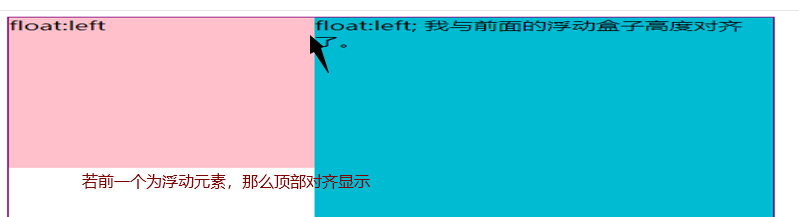 float:left
float:left; 我与前面的浮动盒子高度对齐
了。
若前一个为浮动元素，那么顶部对齐显示